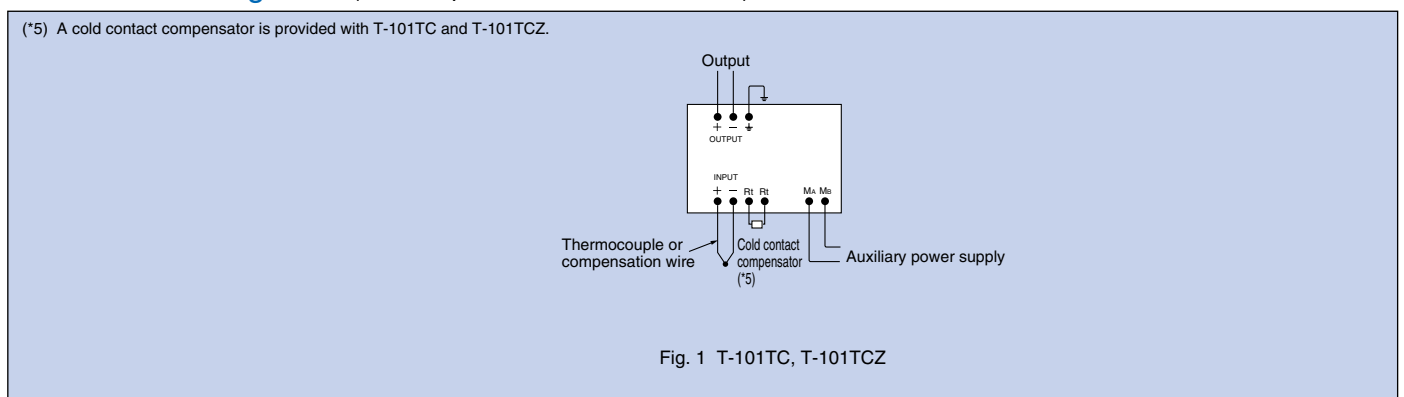 (*5) A cold contact compensator is provided with T-101TC and T-101TCZ.
Output
+ − ⏚
OUTPUT
INPUT
+ − Rt Rt MA MB
Thermocouple or
compensation wire
Cold contact
compensator
(*5)
Auxiliary power supply
Fig. 1 T-101TC, T-101TCZ